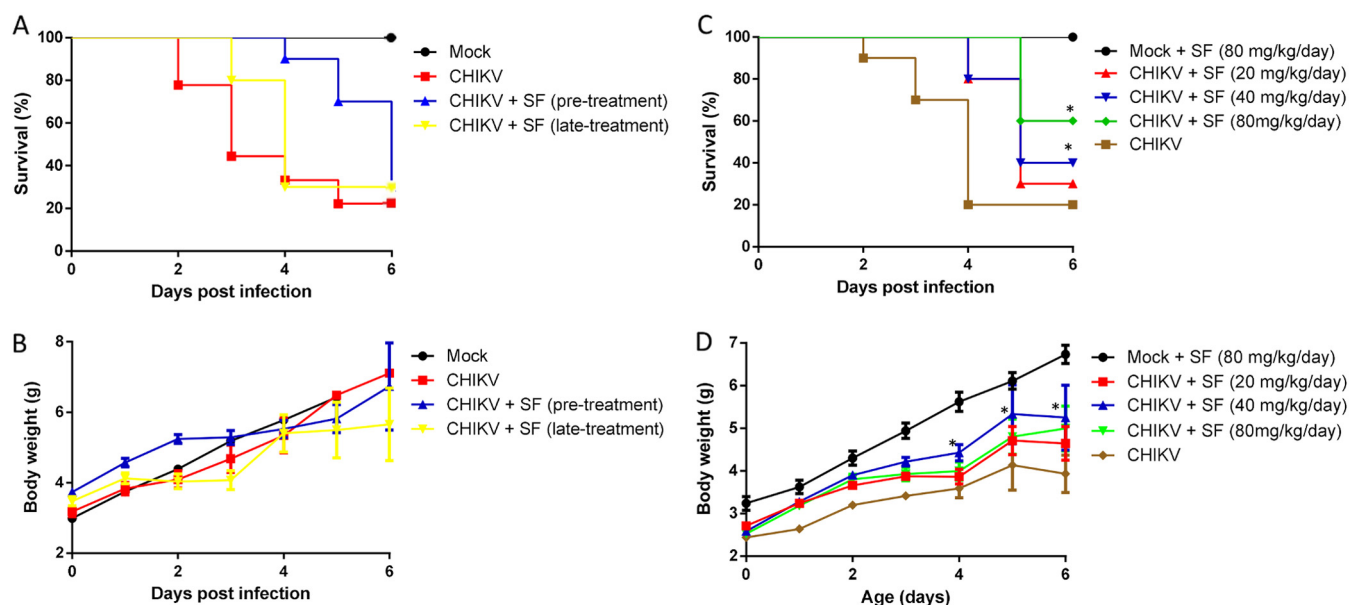 A
Survival (%)
100
80
60
40
20
0
0 2 4 6
Days post infection
Mock
CHIKV
CHIKV + SF (pre-treatment)
CHIKV + SF (late-treatment)
C
Survival (%)
100
80
60
40
20
0
0 2 4 6
Days post infection
*
*
Mock + SF (80 mg/kg/day)
CHIKV + SF (20 mg/kg/day)
CHIKV + SF (40 mg/kg/day)
CHIKV + SF (80mg/kg/day)
CHIKV
B
Body weight (g)
8
6
4
2
0 2 4 6
Days post infection
Mock
CHIKV
CHIKV + SF (pre-treatment)
CHIKV + SF (late-treatment)
D
Body weight (g)
7
6
5
4
3
2
0 2 4 6
Age (days)
* * *
Mock + SF (80 mg/kg/day)
CHIKV + SF (20 mg/kg/day)
CHIKV + SF (40 mg/kg/day)
CHIKV + SF (80mg/kg/day)
CHIKV